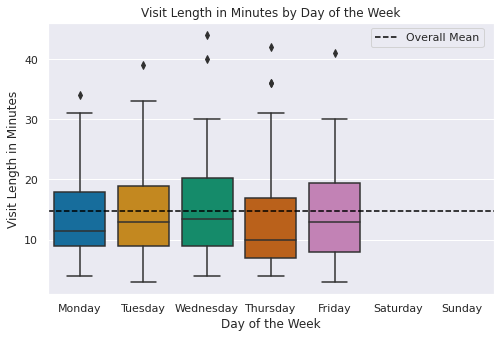 Visit Length in Minutes by Day of the Week
Overall Mean
Visit Length in Minutes
40
30
20
10
Monday Tuesday Wednesday Thursday Friday Saturday Sunday
Day of the Week